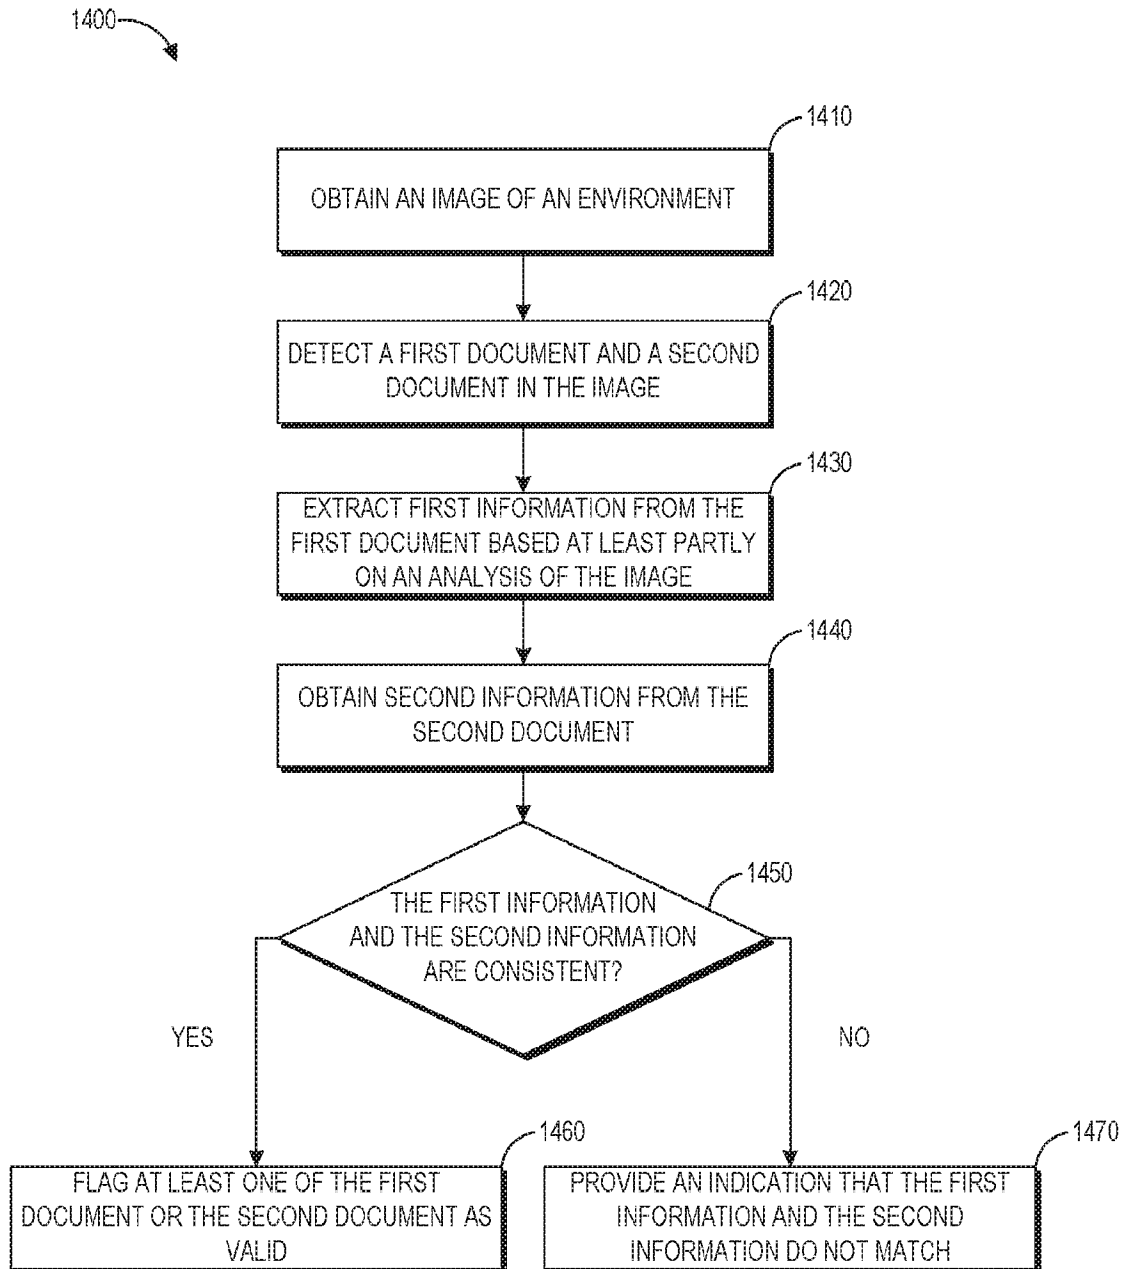 1400
1410
OBTAIN AN IMAGE OF AN ENVIRONMENT
1420
DETECT A FIRST DOCUMENT AND A SECOND
DOCUMENT IN THE IMAGE
1430
EXTRACT FIRST INFORMATION FROM THE
FIRST DOCUMENT BASED AT LEAST PARTLY
ON AN ANALYSIS OF THE IMAGE
1440
OBTAIN SECOND INFORMATION FROM THE
SECOND DOCUMENT
1450
THE FIRST INFORMATION
AND THE SECOND INFORMATION
ARE CONSISTENT?
YES
NO
1460
FLAG AT LEAST ONE OF THE FIRST
DOCUMENT OR THE SECOND DOCUMENT AS
VALID
1470
PROVIDE AN INDICATION THAT THE FIRST
INFORMATION AND THE SECOND
INFORMATION DO NOT MATCH